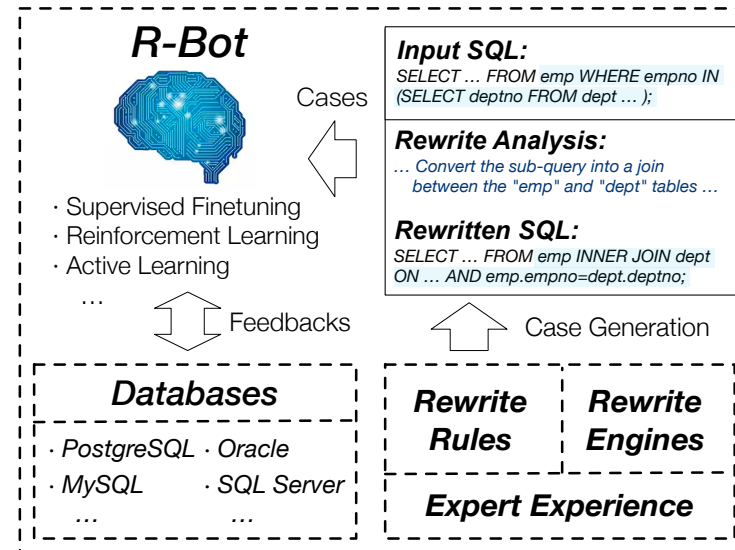 R-Bot
Cases
· Supervised Finetuning
· Reinforcement Learning
· Active Learning
...
Input SQL:
SELECT ... FROM emp WHERE empno IN
(SELECT deptno FROM dept ... );
Rewrite Analysis:
... Convert the sub-query into a join
between the "emp" and "dept" tables ...
Rewritten SQL:
SELECT ... FROM emp INNER JOIN dept
ON ... AND emp.empno=dept.deptno;
Feedbacks
Case Generation
Databases
· PostgreSQL · Oracle
· MySQL · SQL Server
... ...
Rewrite
Rules
Rewrite
Engines
Expert Experience